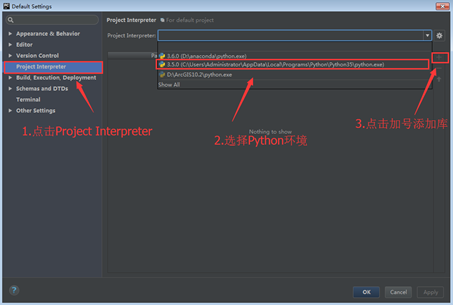 Default Settings
Project Interpreter
For default project
Appearance & Behavior
Editor
Version Control
Project Interpreter
Build, Execution, Deployment
Schemas and DTDs
Terminal
Other Settings
Project Interpreter:
3.6.0 (D:\anaconda\python.exe)
3.5.0 (C:\Users\Administrator\AppData\Local\Programs\Python\Python35\python.exe)
D:\ArcGIS10.2\python.exe
Show All
Nothing to show
1.点击Project Interpreter
2.选择Python环境
3.点击加号添加库
OK
Cancel
Apply